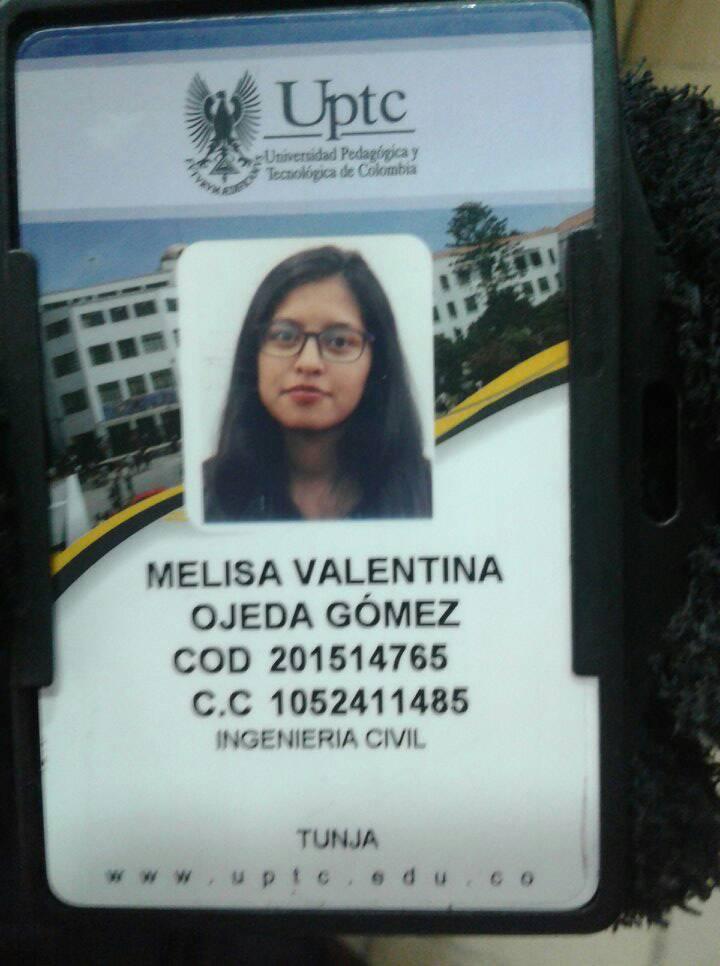 Uptc
Universidad Pedagógica y
Tecnológica de Colombia
MELISA VALENTINA
OJEDA GÓMEZ
COD 201514765
C.C 1052411485
INGENIERIA CIVIL
TUNJA
www.uptc.edu.co